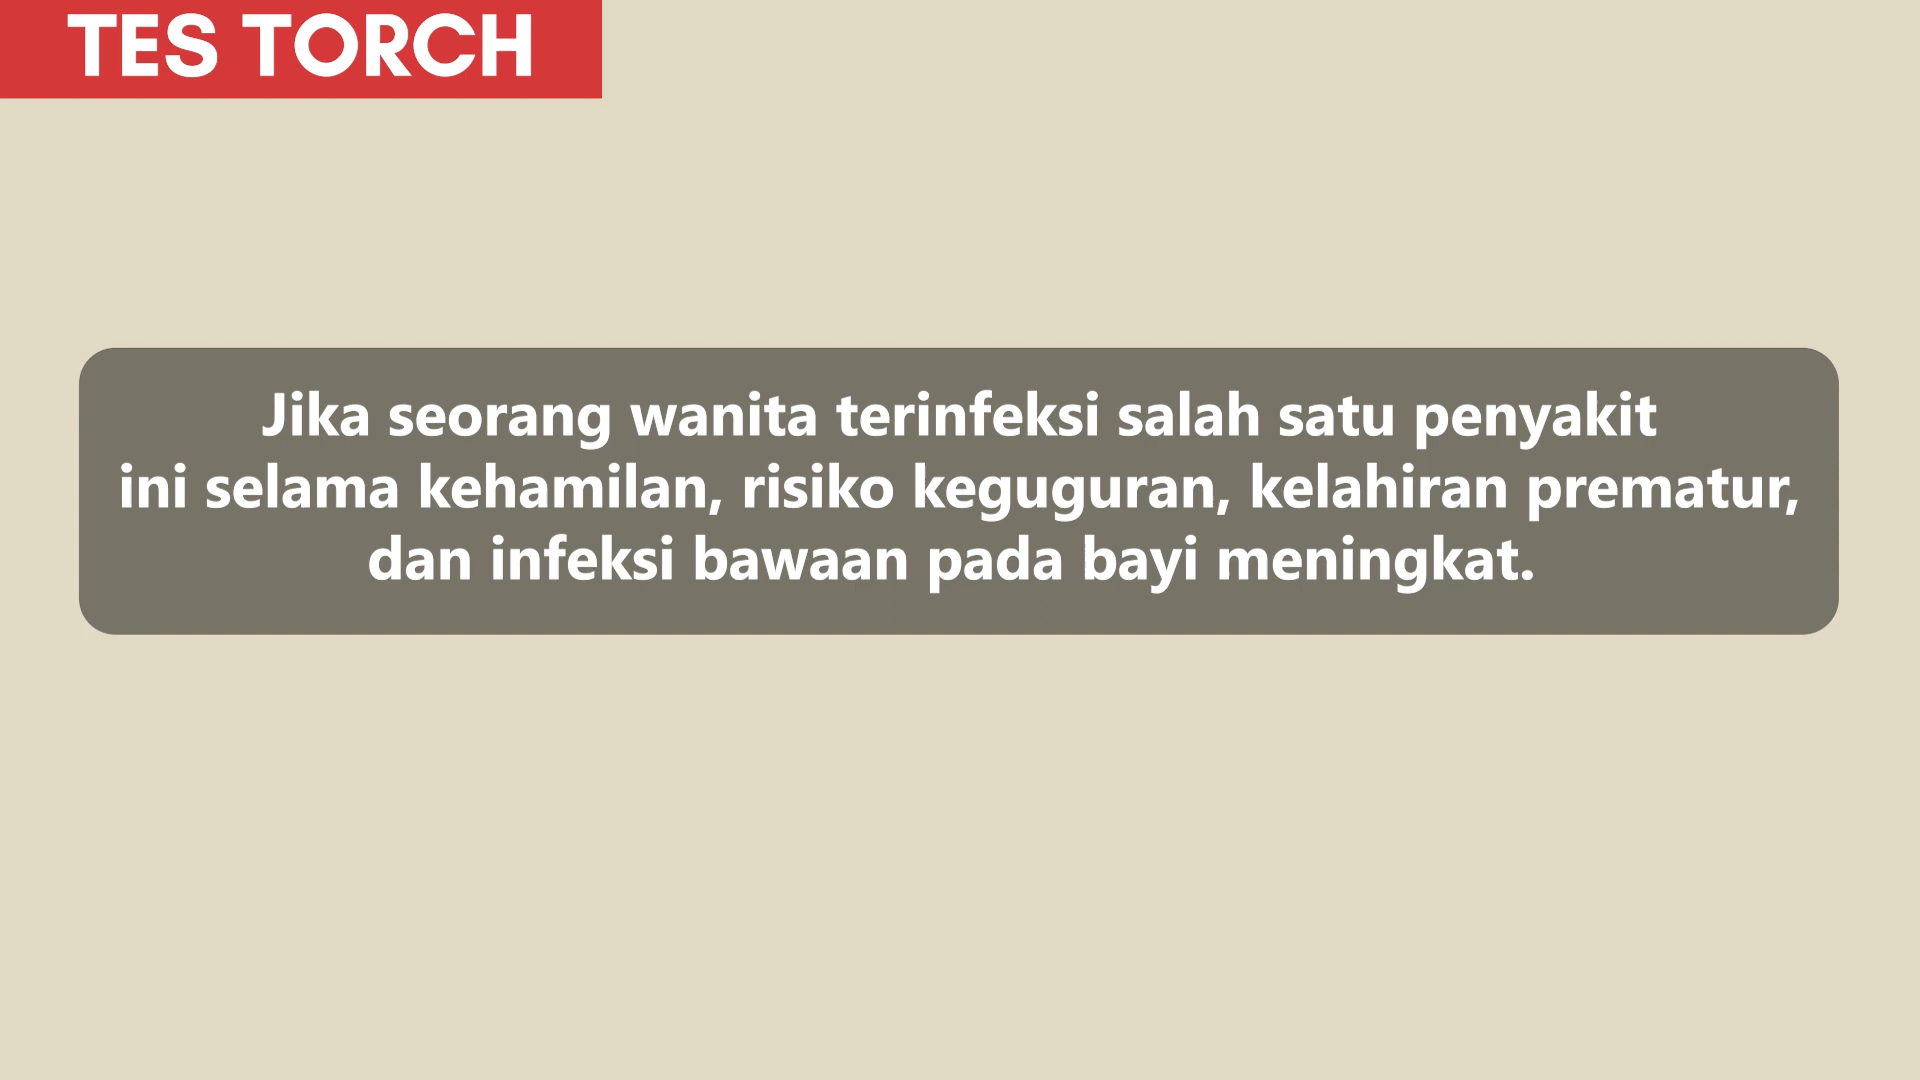 TES TORCH
Jika seorang wanita terinfeksi salah satu penyakit
ini selama kehamilan, risiko keguguran, kelahiran prematur,
dan infeksi bawaan pada bayi meningkat.